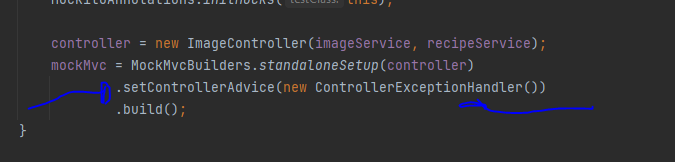 MockitoAnnotations.initMocks( testClass: this);
controller = new ImageController(imageService, recipeService);
mockMvc = MockMvcBuilders.standaloneSetup(controller)
.setControllerAdvice(new ControllerExceptionHandler())
.build();
}